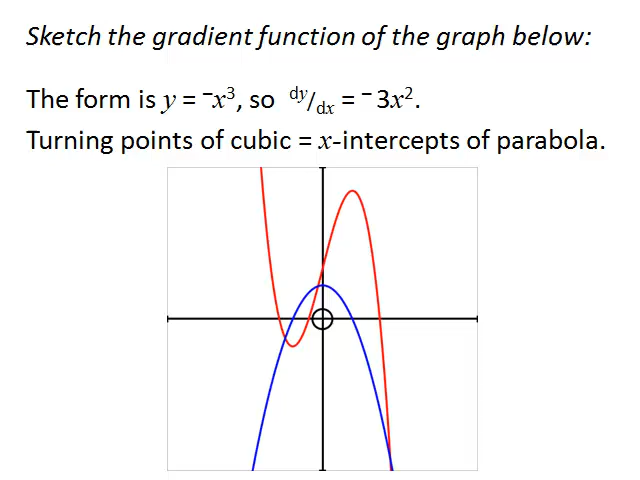 Sketch the gradient function of the graph below:
The form is y = ⁻x³, so dy/dx = ⁻3x².
Turning points of cubic = x-intercepts of parabola.